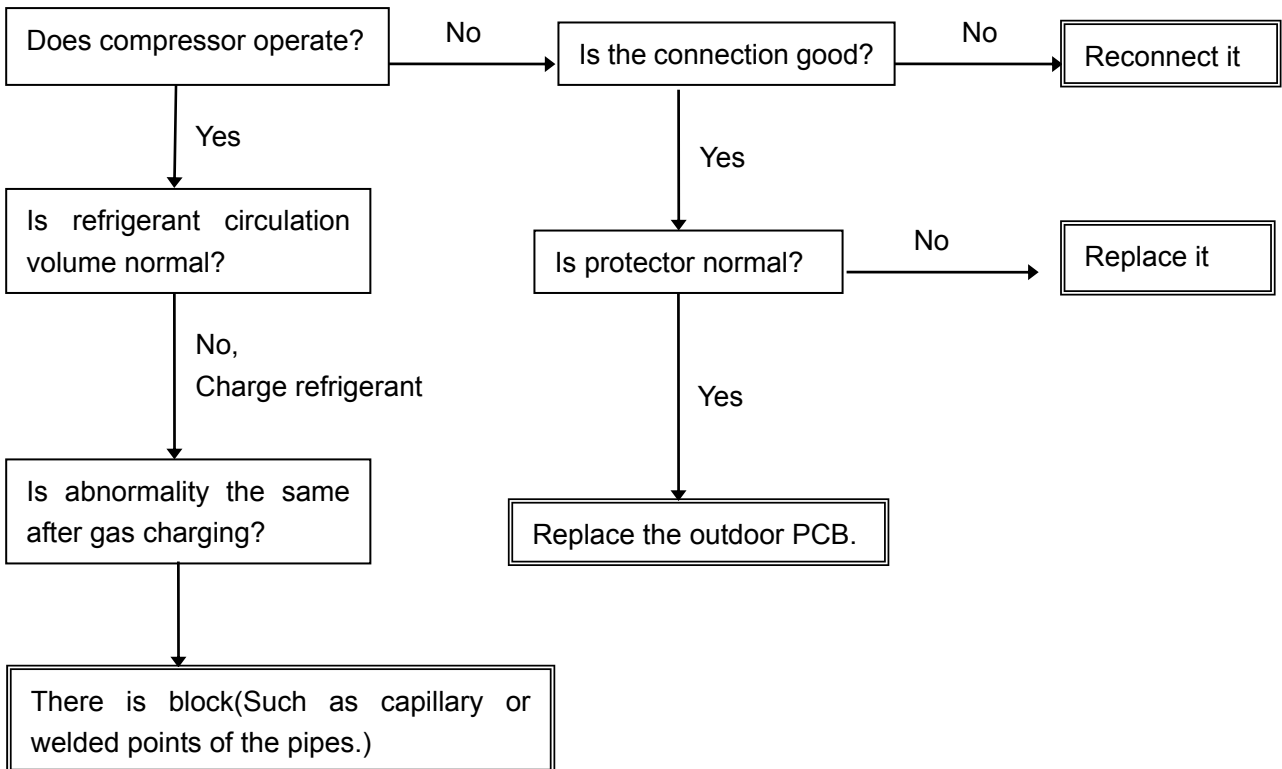 Does compressor operate?
No
Is the connection good?
No
Reconnect it
Yes
Yes
Is refrigerant circulation
volume normal?
Is protector normal?
No
Replace it
No,
Charge refrigerant
Yes
Is abnormality the same
after gas charging?
Replace the outdoor PCB.
There is block(Such as capillary or
welded points of the pipes.)